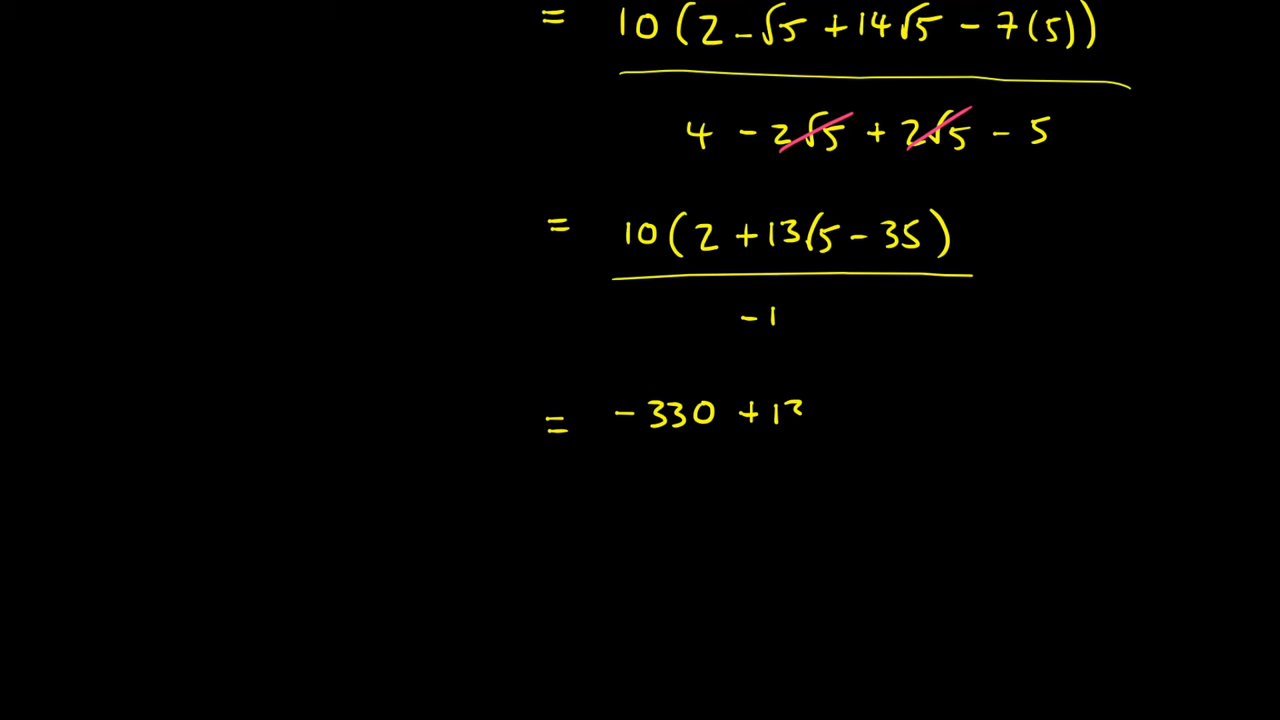 = 10(2 - √5 + 14√5 - 7(5))
4 - 2√5 + 2√5 - 5
= 10(2 + 13√5 - 35)
-1
= -330 + 13